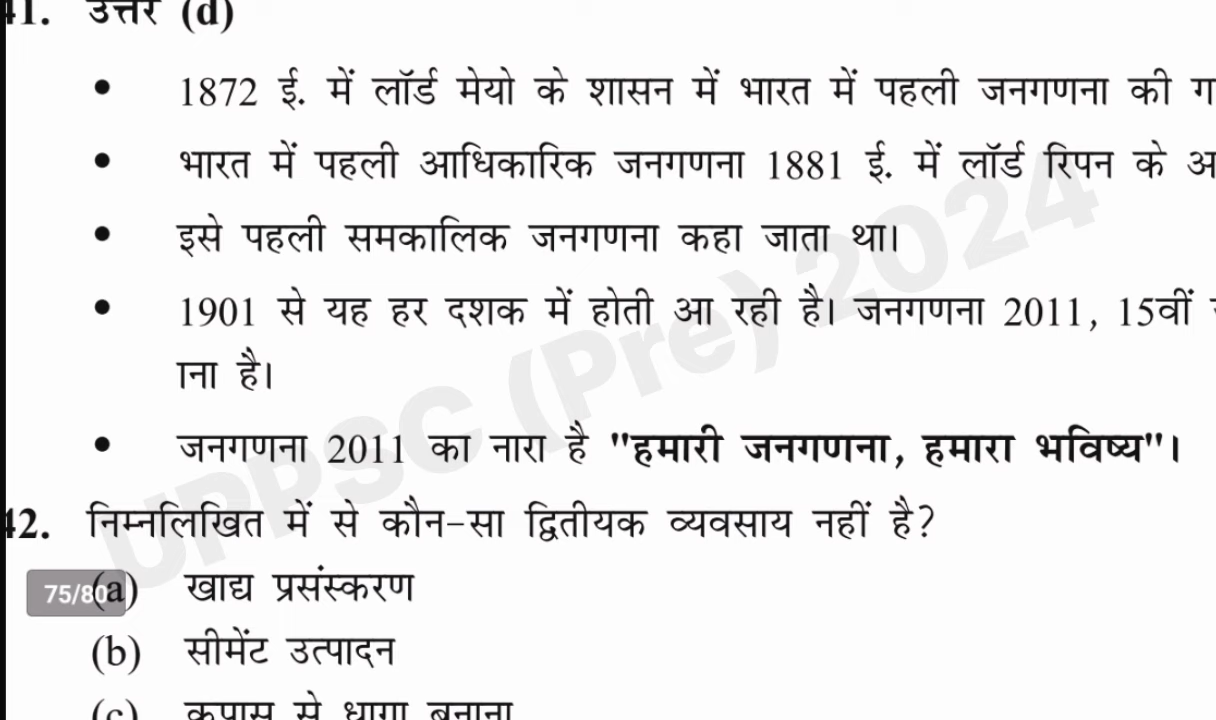 41. उत्तर (d)
• 1872 ई. में लॉर्ड मेयो के शासन में भारत में पहली जनगणना की ग
• भारत में पहली आधिकारिक जनगणना 1881 ई. में लॉर्ड रिपन के अ
• इसे पहली समकालिक जनगणना कहा जाता था।
• 1901 से यह हर दशक में होती आ रही है। जनगणना 2011, 15वीं
ाना है।
• जनगणना 2011 का नारा है "हमारी जनगणना, हमारा भविष्य"।
42. निम्नलिखित में से कौन-सा द्वितीयक व्यवसाय नहीं है?
75/80
(a) खाद्य प्रसंस्करण
(b) सीमेंट उत्पादन
(c) कपास से धागा बनाना
UPPSC (Pre) 2024